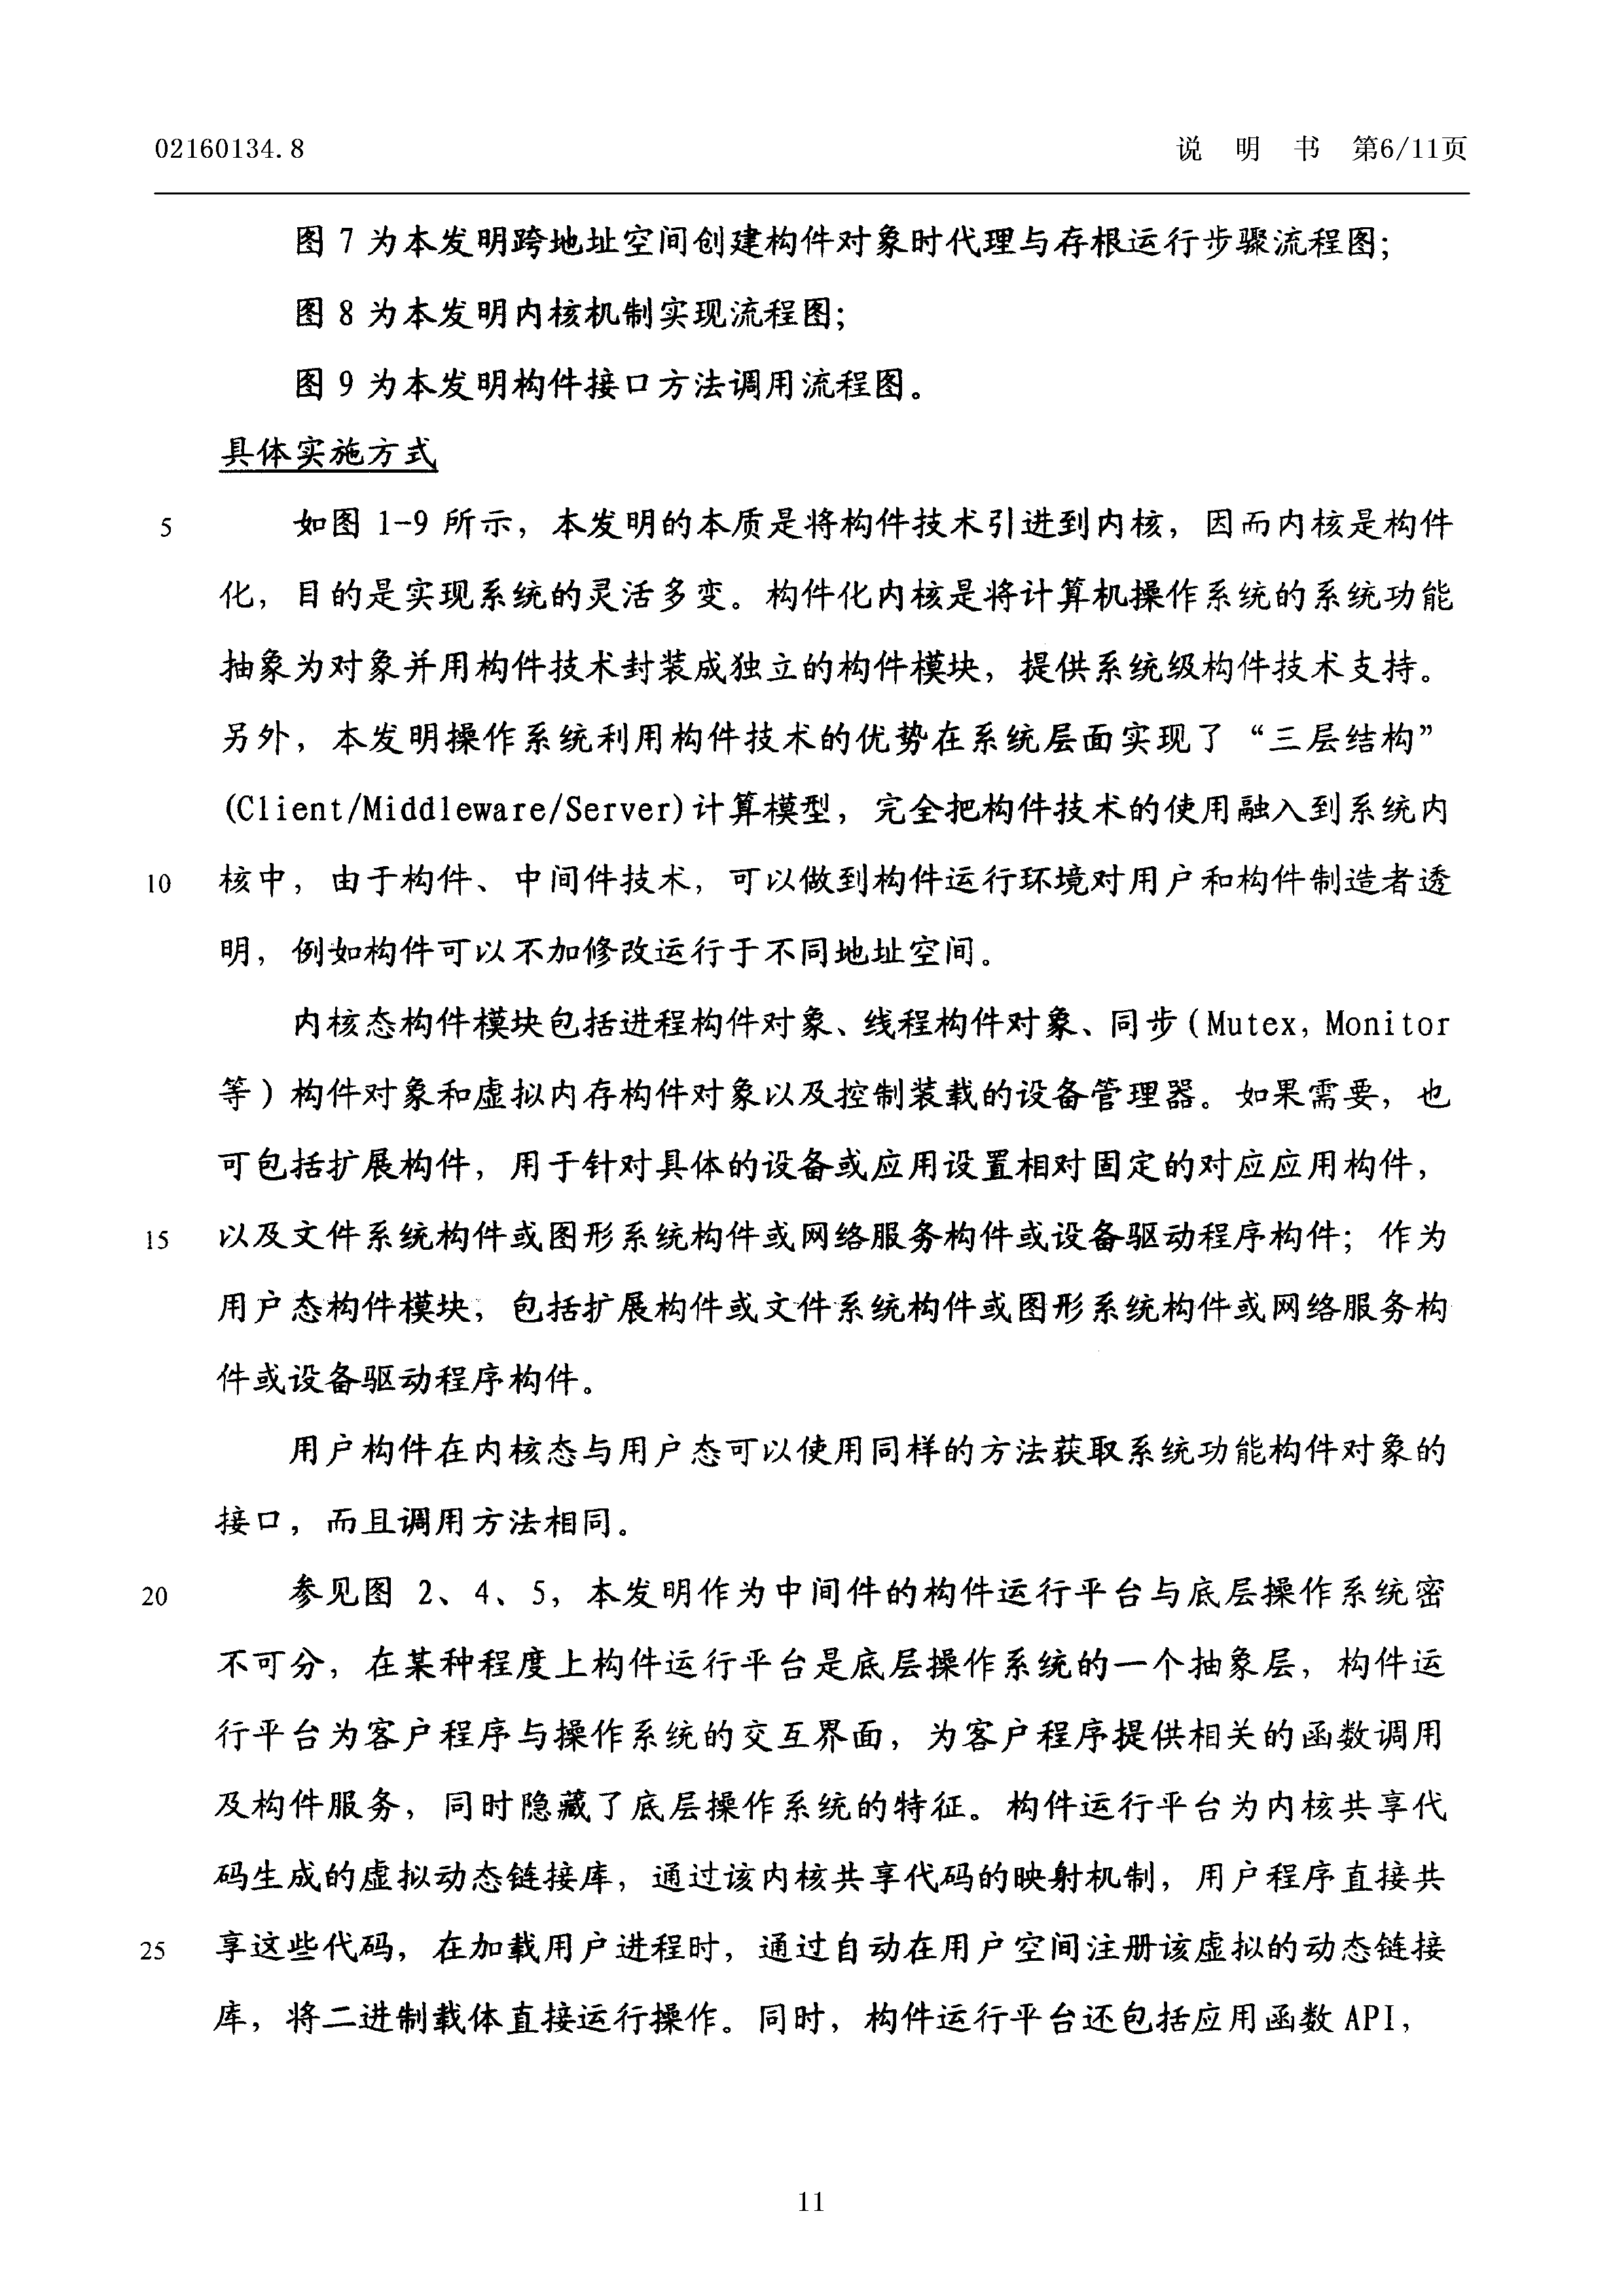 02160134.8 说 明 书 第6/11页
图 7 为本发明跨地址空间创建构件对象时代理与存根运行步骤流程图；
图 8 为本发明内核机制实现流程图；
图 9 为本发明构件接口方法调用流程图。
具体实施方式
5 如图 1-9 所示，本发明的本质是将构件技术引进到内核，因而内核是构件
化，目的是实现系统的灵活多变。构件化内核是将计算机操作系统的系统功能
抽象为对象并用构件技术封装成独立的构件模块，提供系统级构件技术支持。
另外，本发明操作系统利用构件技术的优势在系统层面实现了“三层结构”
(Client/Middleware/Server)计算模型，完全把构件技术的使用融入到系统内
10 核中，由于构件、中间件技术，可以做到构件运行环境对用户和构件制造者透
明，例如构件可以不加修改运行于不同地址空间。
内核态构件模块包括进程构件对象、线程构件对象、同步(Mutex, Monitor
等）构件对象和虚拟内存构件对象以及控制装载的设备管理器。如果需要，也
可包括扩展构件，用于针对具体的设备或应用设置相对固定的对应应用构件，
15 以及文件系统构件或图形系统构件或网络服务构件或设备驱动程序构件；作为
用户态构件模块，包括扩展构件或文件系统构件或图形系统构件或网络服务构
件或设备驱动程序构件。
用户构件在内核态与用户态可以使用同样的方法获取系统功能构件对象的
接口，而且调用方法相同。
20 参见图 2、4、5，本发明作为中间件的构件运行平台与底层操作系统密
不可分，在某种程度上构件运行平台是底层操作系统的一个抽象层，构件运
行平台为客户程序与操作系统的交互界面，为客户程序提供相关的函数调用
及构件服务，同时隐藏了底层操作系统的特征。构件运行平台为内核共享代
码生成的虚拟动态链接库，通过该内核共享代码的映射机制，用户程序直接共
25 享这些代码，在加载用户进程时，通过自动在用户空间注册该虚拟的动态链接
库，将二进制载体直接运行操作。同时，构件运行平台还包括应用函数 API，
11